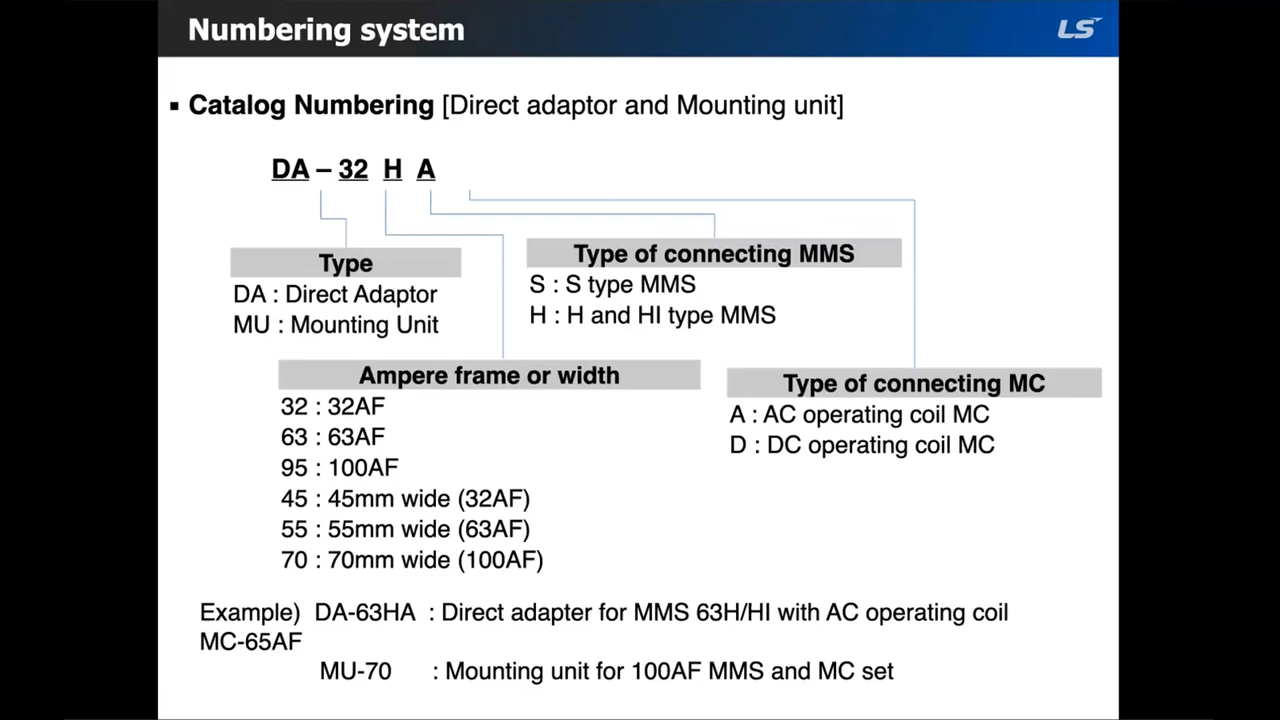 Numbering system
LS
▪ Catalog Numbering [Direct adaptor and Mounting unit]
DA – 32 H A
Type
DA : Direct Adaptor
MU : Mounting Unit
Type of connecting MMS
S : S type MMS
H : H and HI type MMS
Ampere frame or width
32 : 32AF
63 : 63AF
95 : 100AF
45 : 45mm wide (32AF)
55 : 55mm wide (63AF)
70 : 70mm wide (100AF)
Type of connecting MC
A : AC operating coil MC
D : DC operating coil MC
Example) DA-63HA : Direct adapter for MMS 63H/HI with AC operating coil
MC-65AF
MU-70 : Mounting unit for 100AF MMS and MC set